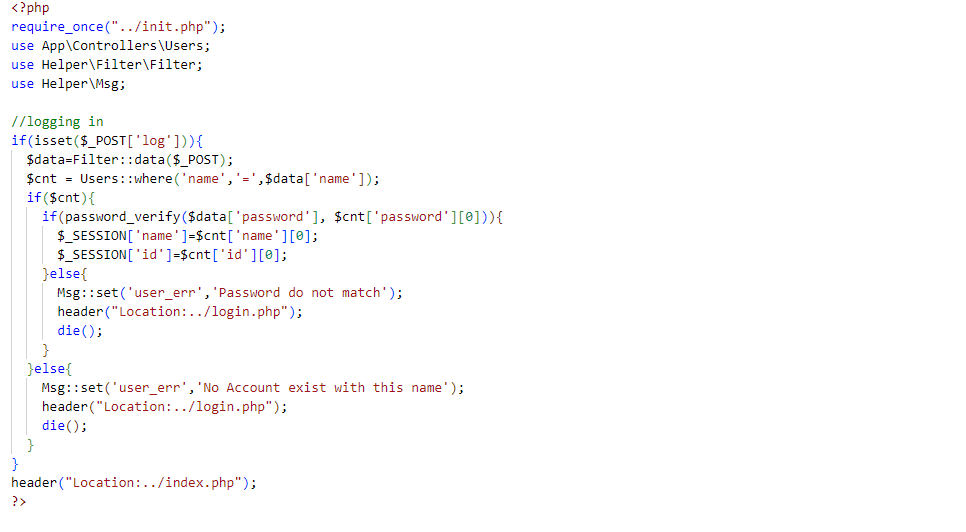 <?php
require_once("../init.php");
use App\Controllers\Users;
use Helper\Filter\Filter;
use Helper\Msg;

//logging in
if(isset($_POST['log'])){
  $data=Filter::data($_POST);
  $cnt = Users::where('name','=',$data['name']);
  if($cnt){
    if(password_verify($data['password'], $cnt['password'][0])){
      $_SESSION['name']=$cnt['name'][0];
      $_SESSION['id']=$cnt['id'][0];
    }else{
      Msg::set('user_err','Password do not match');
      header("Location:../login.php");
      die();
    }
  }else{
    Msg::set('user_err','No Account exist with this name');
    header("Location:../login.php");
    die();
  }
}
header("Location:../index.php");
?>